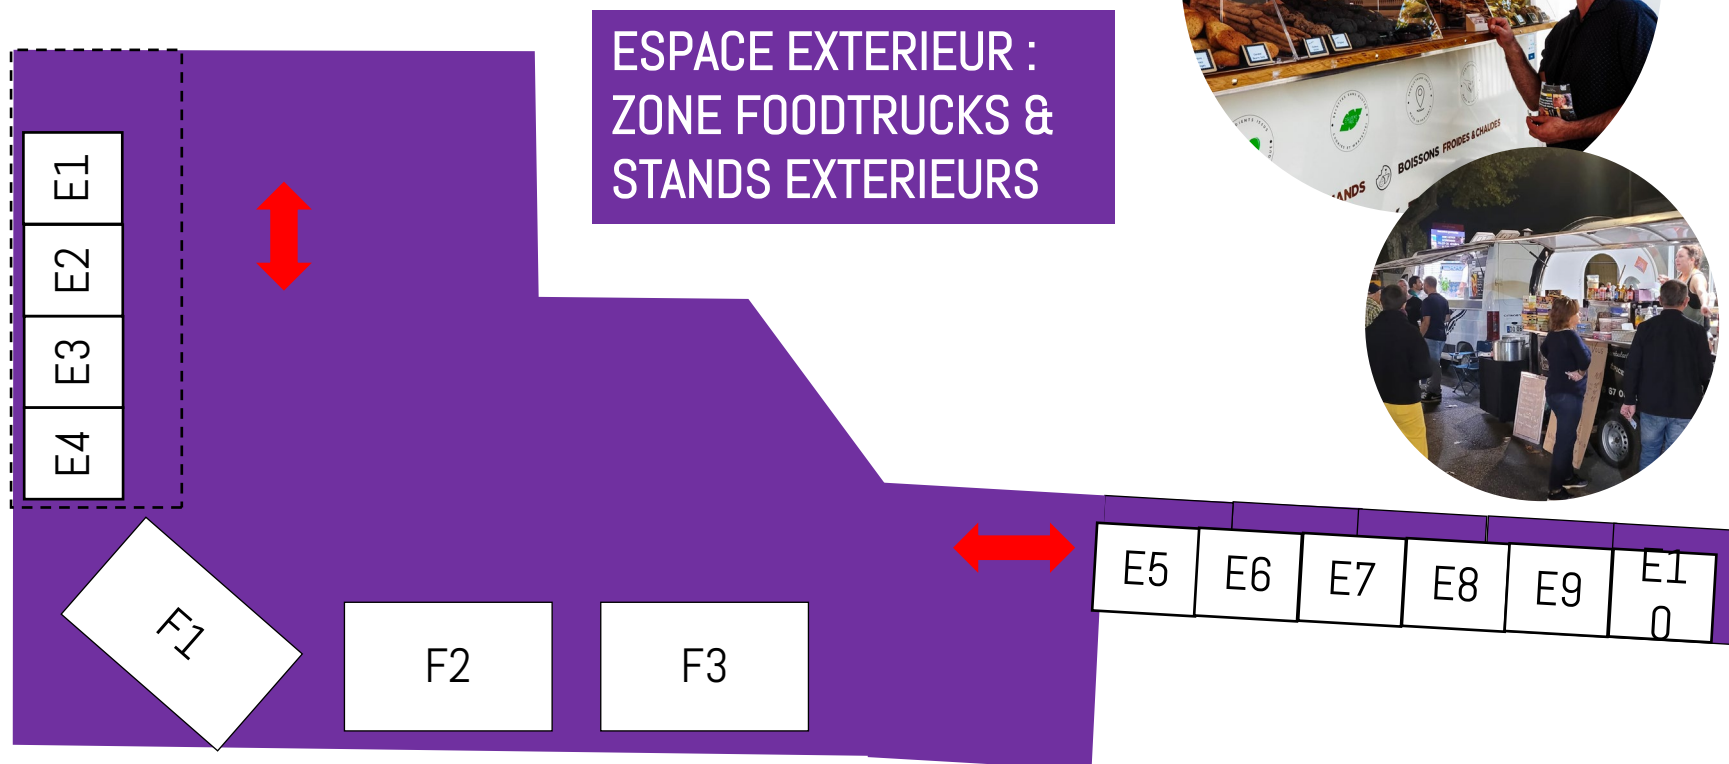 ESPACE EXTERIEUR :
ZONE FOODTRUCKS &
STANDS EXTERIEURS
BOISSONS FROIDES & CHAUDES
E1
E2
E3
E4
F1
F2
F3
E5
E6
E7
E8
E9
E1
0